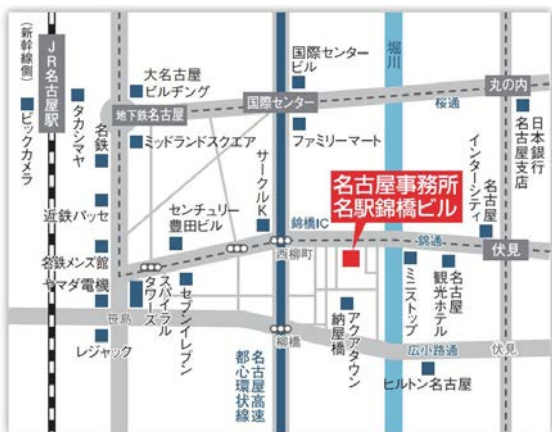 （新幹線側）
ビックカメラ
JR名古屋駅
タカシマヤ
名鉄
近鉄パッセ
名鉄メンズ館
ヤマダ電機
レジャック
大名古屋
ビルヂング
地下鉄名古屋
ミッドランドスクエア
センチュリー
豊田ビル
笹島
スパイラル
タワーズ
セブンイレブン
サークルK
国際センター
ビル
国際センター
ファミリーマート
錦橋IC
西柳町
柳橋
名古屋高速
都心環状線
堀川
桜通
名古屋事務所
名駅錦橋ビル
アクアタウン
納屋橋
ミニストップ
名古屋
観光ホテル
名古屋
インターシティ
錦通
伏見
丸の内
日本銀行
名古屋支店
広小路通
伏見
ヒルトン名古屋